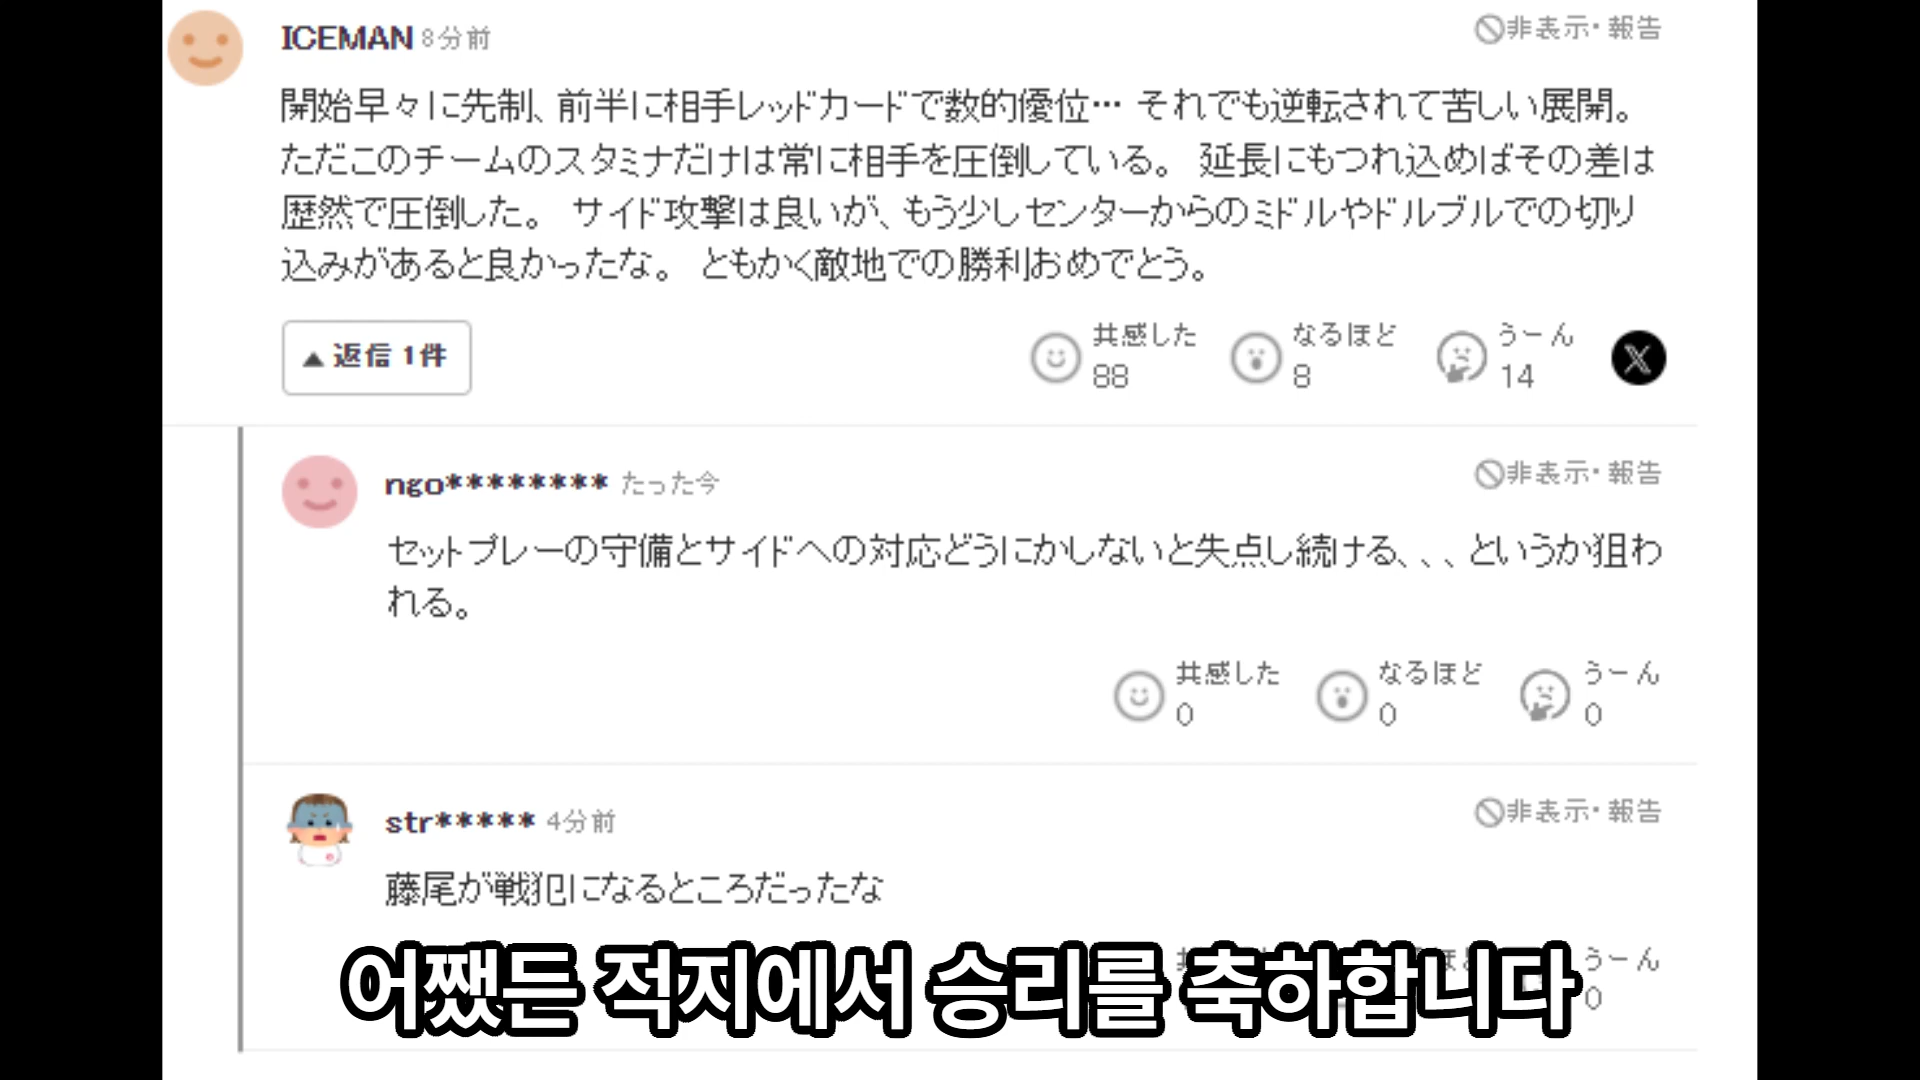 ICEMAN 8分前
非表示・報告
開始早々に先制、前半に相手レッドカードで数的優位… それでも逆転されて苦しい展開。
ただこのチームのスタミナだけは常に相手を圧倒している。 延長にもつれ込めばその差は
歴然で圧倒した。 サイド攻撃は良いが、もう少しセンターからのミドルやドルブルでの切り
込みがあると良かったな。 ともかく敵地での勝利おめでとう。
返信 1件
共感した
88
なるほど
8
うーん
14
ngo******** たった今
非表示・報告
セットプレーの守備とサイドへの対応どうにかしないと失点し続ける、、、というか狙わ
れる。
共感した
0
なるほど
0
うーん
0
str***** 4分前
非表示・報告
藤尾が戦犯になるところだったな
うーん
0
어쨌든 적지에서 승리를 축하합니다